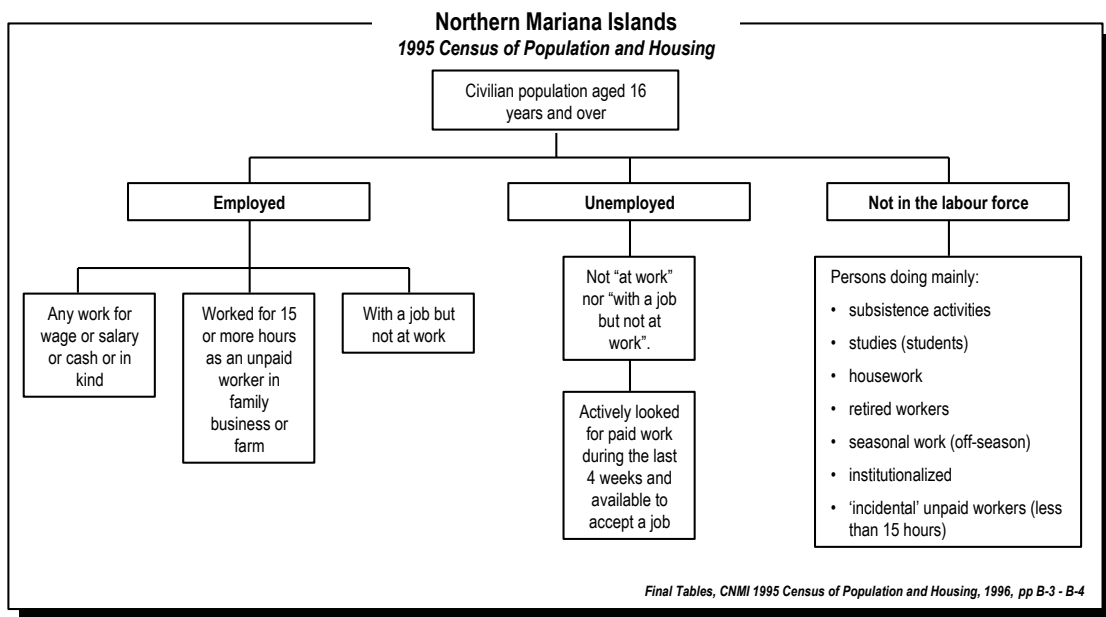 Northern Mariana Islands
1995 Census of Population and Housing
Civilian population aged 16
years and over
Employed
Unemployed
Not in the labour force
Any work for
wage or salary
or cash or in
kind
Worked for 15
or more hours
as an unpaid
worker in
family
business or
farm
With a job but
not at work
Not “at work”
nor “with a job
but not at
work”.
Actively looked
for paid work
during the last
4 weeks and
available to
accept a job
Persons doing mainly:
• subsistence activities
• studies (students)
• housework
• retired workers
• seasonal work (off-season)
• institutionalized
• ‘incidental’ unpaid workers (less
than 15 hours)
Final Tables, CNMI 1995 Census of Population and Housing, 1996, pp B-3 - B-4